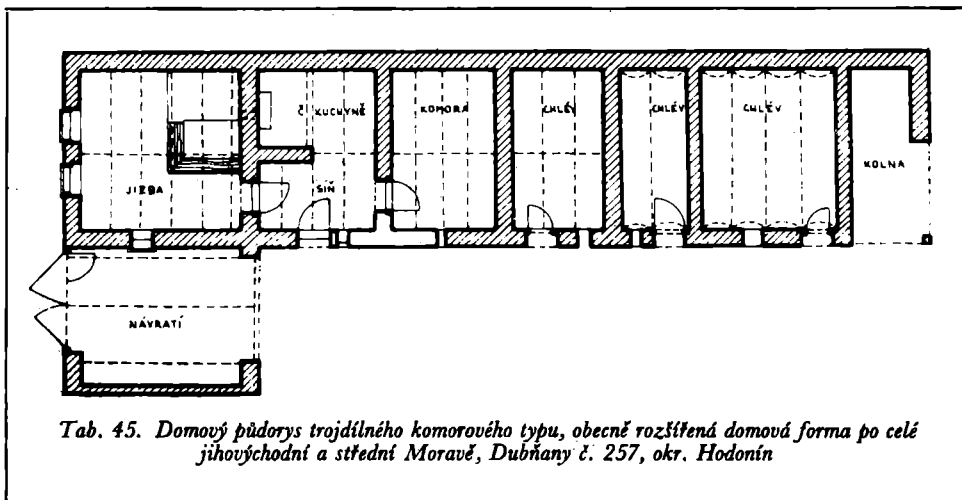 Č. KUCHYNĚ
KOMORA
CHLÉV
CHLÉV
CHLÉV
KOLNA
JIZBA
SÍŇ
NÁVRATÍ
Tab. 45. Domový půdorys trojdílného komorového typu, obecně rozšířená domová forma po celé
jihovýchodní a střední Moravě, Dubňany č. 257, okr. Hodonín